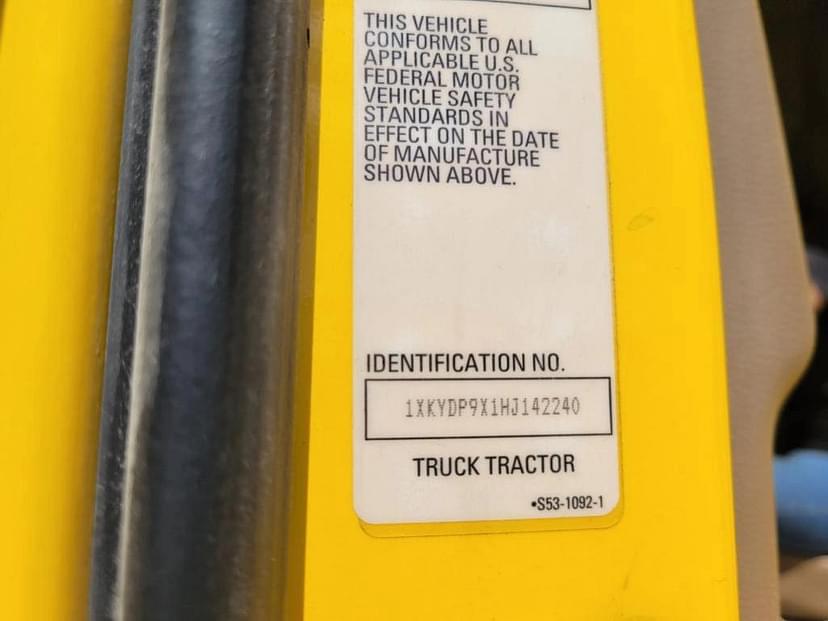 THIS VEHICLE
CONFORMS TO ALL
APPLICABLE U.S.
FEDERAL MOTOR
VEHICLE SAFETY
STANDARDS IN
EFFECT ON THE DATE
OF MANUFACTURE
SHOWN ABOVE.
IDENTIFICATION NO.
1XKYDP9X1HJ142240
TRUCK TRACTOR
•S53-1092-1